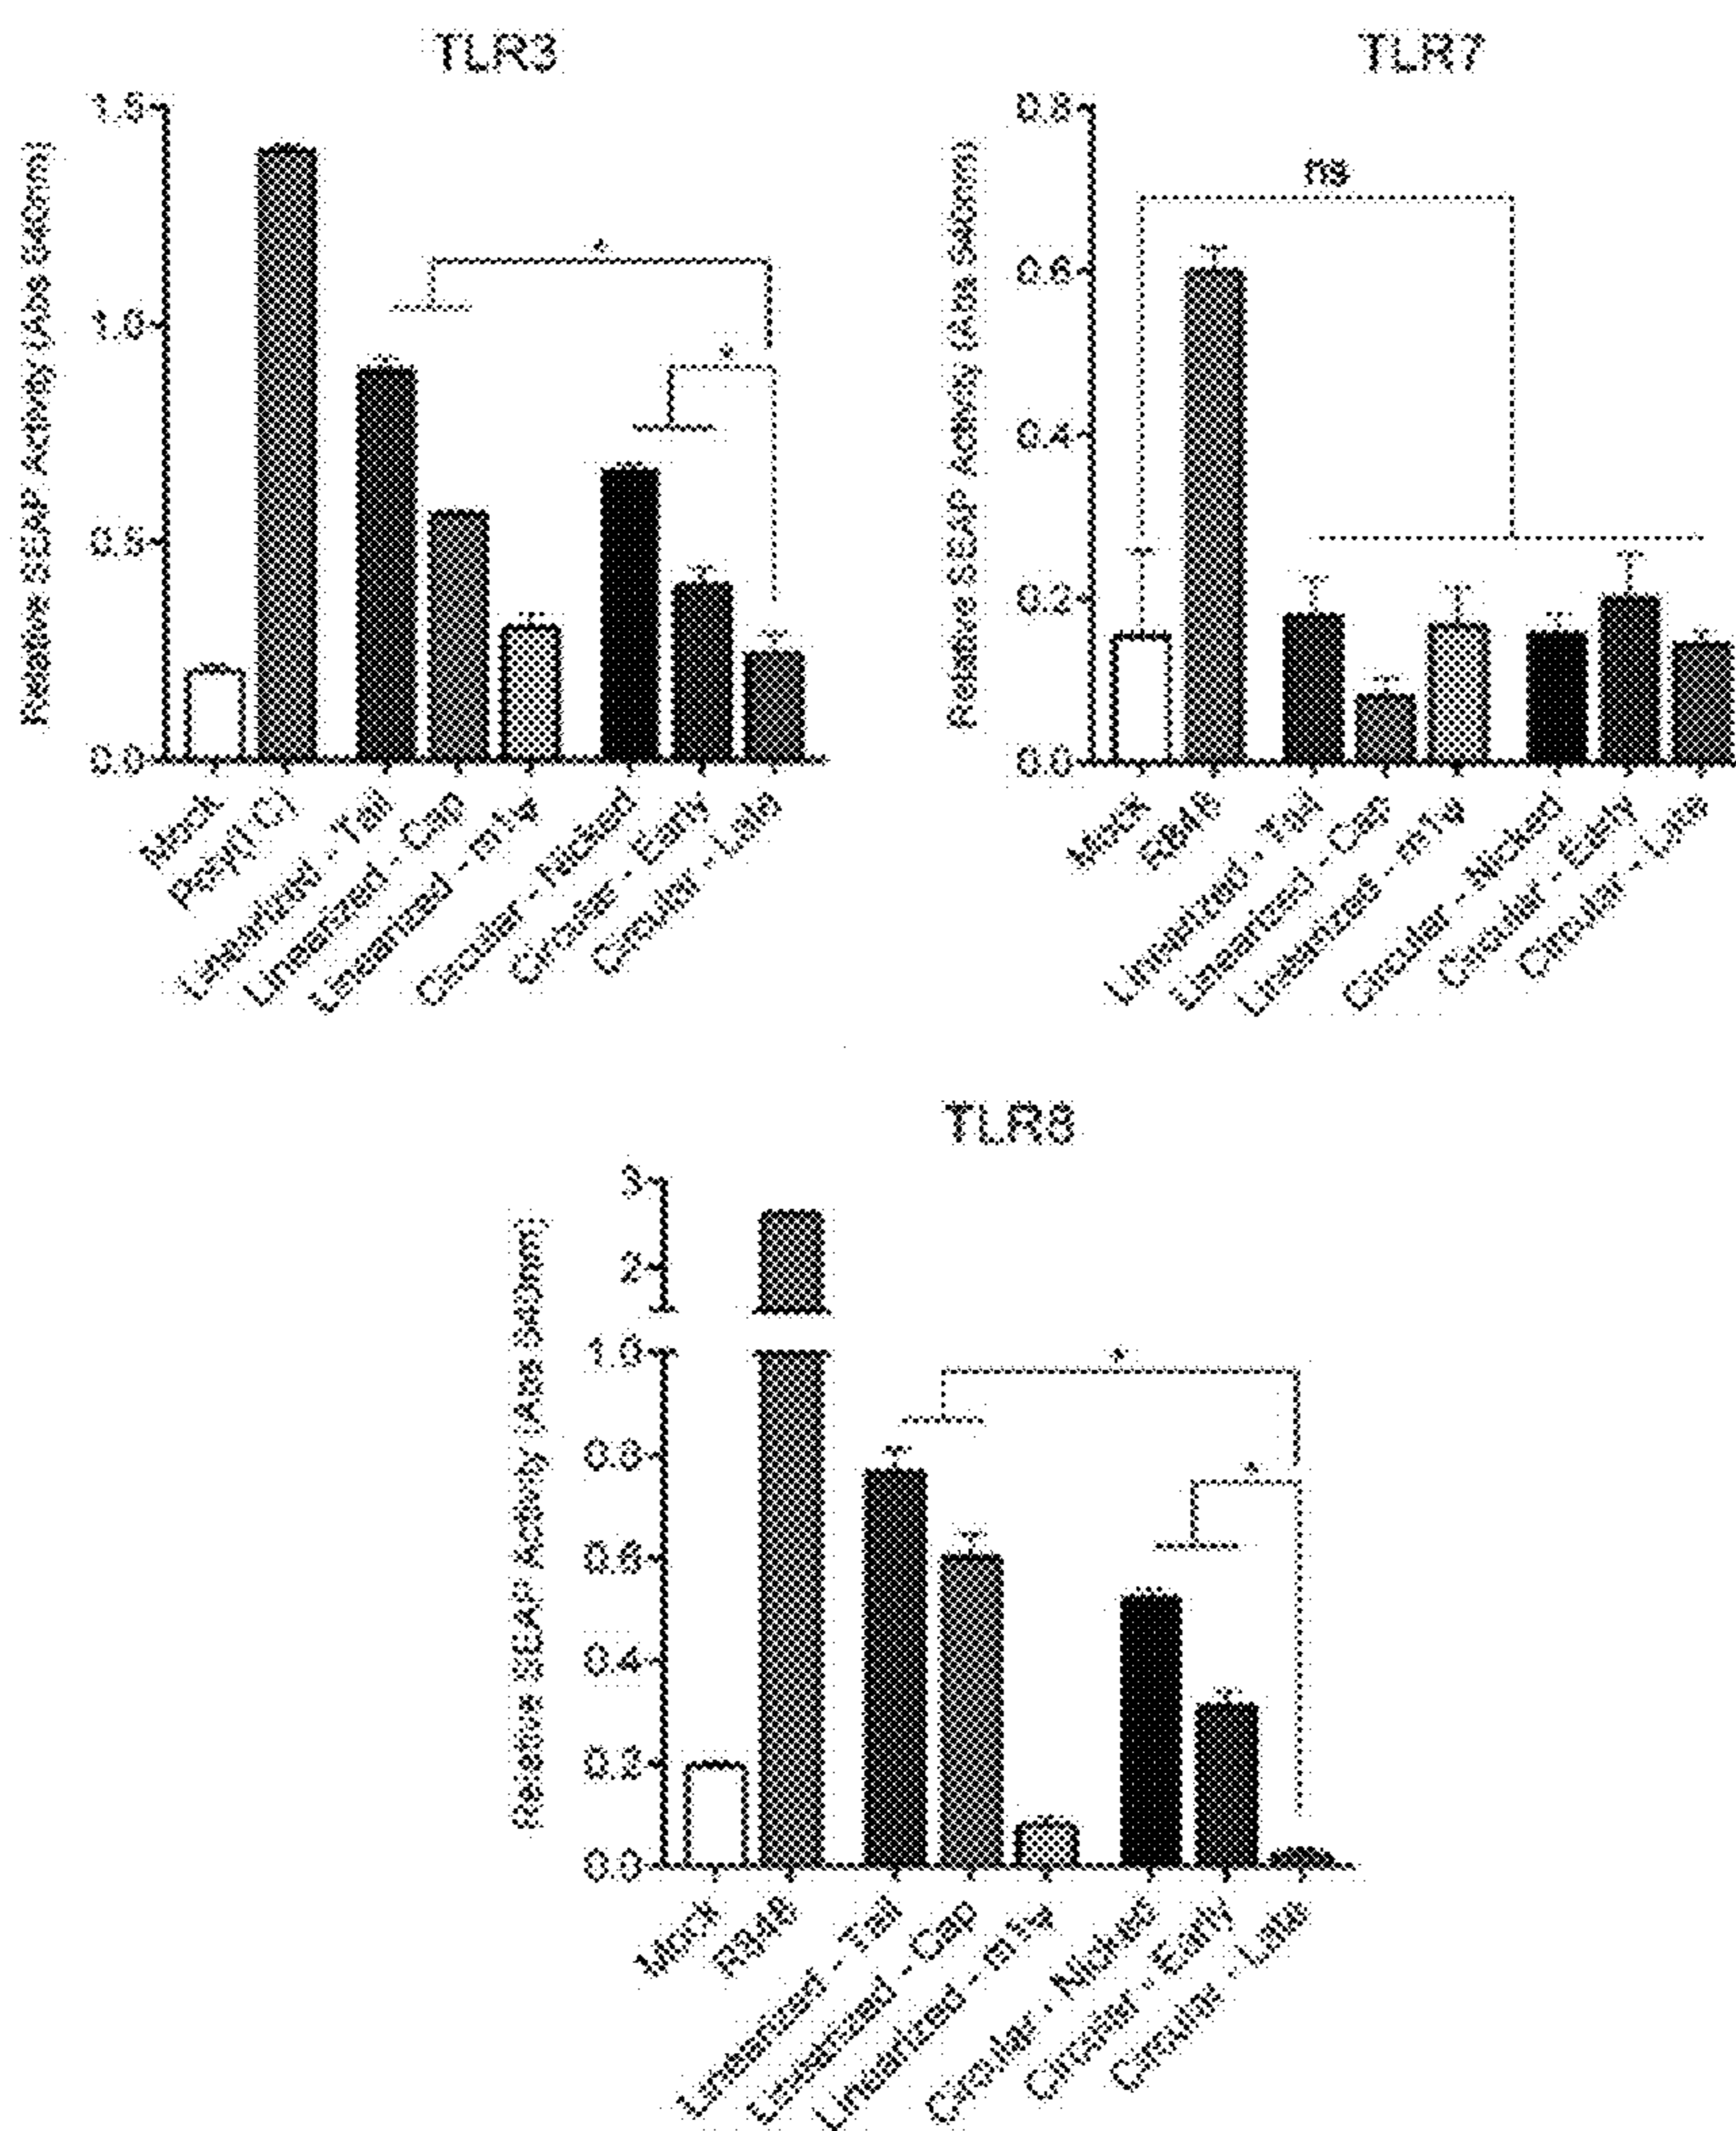 TLR3
Relative SEAP Activity (Abs 640nm)
1.5
1.0
0.5
0.0
*
*
Mock
Poly(I:C)
Linearized - Tail
Linearized - Cap
Linearized - m1ψ
Circular - Nicked
Circular - Early
Circular - Late
TLR7
Relative SEAP Activity (Abs 640nm)
0.8
0.6
0.4
0.2
0.0
ns
Mock
R848
Linearized - Tail
Linearized - Cap
Linearized - m1ψ
Circular - Nicked
Circular - Early
Circular - Late
TLR8
Relative SEAP Activity (Abs 640nm)
3
2
1.0
0.8
0.6
0.4
0.2
0.0
*
*
Mock
R848
Linearized - Tail
Linearized - Cap
Linearized - m1ψ
Circular - Nicked
Circular - Early
Circular - Late